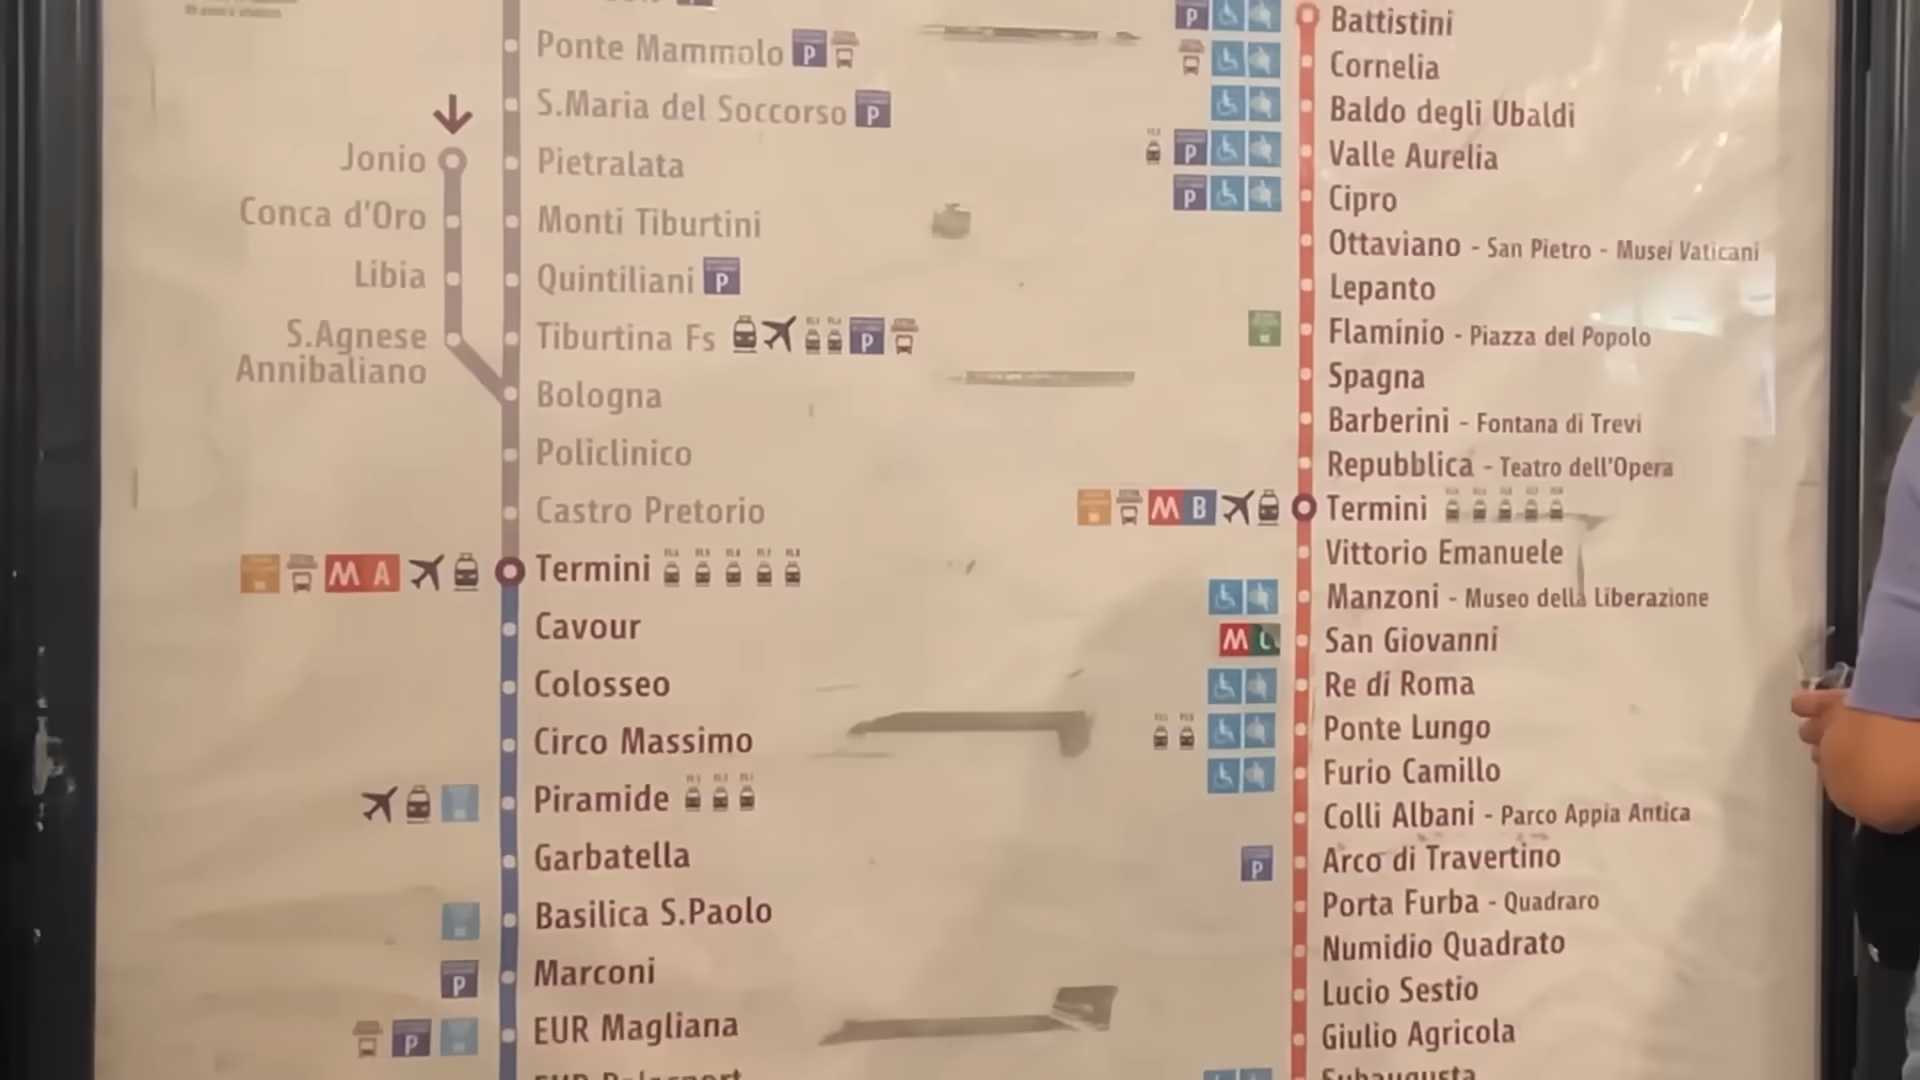 Ponte Mammolo P
S.Maria del Soccorso P
Jonio
Pietralata
Conca d'Oro
Monti Tiburtini
Libia
Quintiliani P
S.Agnese
Annibaliano
Tiburtina Fs P
Bologna
Policlinico
Castro Pretorio
M A Termini
Cavour
Colosseo
Circo Massimo
Piramide
Garbatella
Basilica S.Paolo
P Marconi
P EUR Magliana
P Battistini
Cornelia
Baldo degli Ubaldi
P Valle Aurelia
P Cipro
Ottaviano - San Pietro - Musei Vaticani
Lepanto
Flaminio - Piazza del Popolo
Spagna
Barberini - Fontana di Trevi
Repubblica - Teatro dell'Opera
M B Termini
Vittorio Emanuele
Manzoni - Museo della Liberazione
M San Giovanni
Re di Roma
Ponte Lungo
Furio Camillo
Colli Albani - Parco Appia Antica
P Arco di Travertino
Porta Furba - Quadraro
Numidio Quadrato
Lucio Sestio
Giulio Agricola
Subaugusta